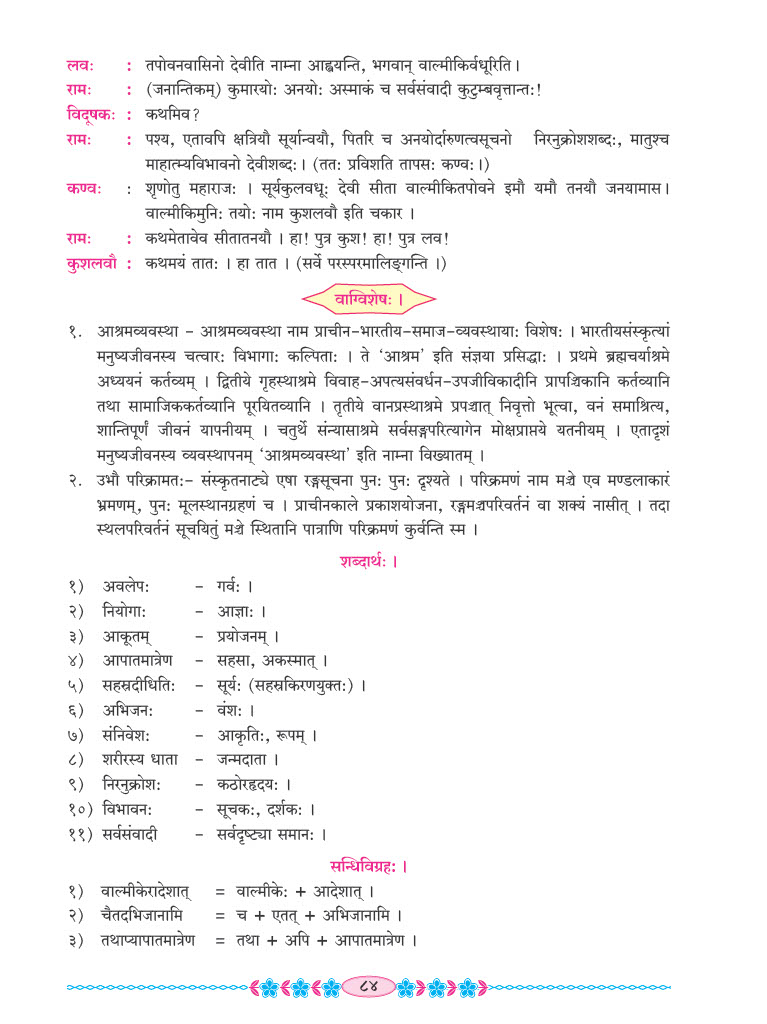 लवः : तपोवनवासिनो देवीति नाम्ना आह्वयन्ति, भगवान् वाल्मीकिर्वधूरिति।
रामः : (जनान्तिकम्) कुमारयोः अनयोः अस्माकं च सर्वसंवादी कुटुम्बवृत्तान्तः!
विदूषकः : कथमिव?
रामः : पश्य, एतावपि क्षत्रियौ सूर्यान्वयौ, पितरि च अनयोर्दारुणत्वसूचनो निरनुक्रोशशब्दः, मातुश्च
माहात्म्यविभावनो देवीशब्दः। (ततः प्रविशति तापसः कण्वः।)
कण्वः : शृणोतु महाराजः । सूर्यकुलवधूः देवी सीता वाल्मीकितपोवने इमौ यमौ तनयौ जनयामास।
वाल्मीकिमुनिः तयोः नाम कुशलवौ इति चकार ।
रामः : कथमेतावेव सीतातनयौ । हा! पुत्र कुश! हा! पुत्र लव!
कुशलवौ : कथमयं तातः । हा तात । (सर्वे परस्परमालिङ्गन्ति ।)
वाग्विशेषः ।
१. आश्रमव्यवस्था - आश्रमव्यवस्था नाम प्राचीन-भारतीय-समाज-व्यवस्थायाः विशेषः । भारतीयसंस्कृत्यां
मनुष्यजीवनस्य चत्वारः विभागाः कल्पिताः । ते ‘आश्रम’ इति संज्ञया प्रसिद्धाः । प्रथमे ब्रह्मचर्याश्रमे
अध्ययनं कर्तव्यम् । द्वितीये गृहस्थाश्रमे विवाह-अपत्यसंवर्धन-उपजीविकादीनि प्रापञ्चिकानि कर्तव्यानि
तथा सामाजिककर्तव्यानि पूरयितव्यानि । तृतीये वानप्रस्थाश्रमे प्रपञ्चात् निवृत्तो भूत्वा, वनं समाश्रित्य,
शान्तिपूर्णं जीवनं यापनीयम् । चतुर्थे संन्यासाश्रमे सर्वसङ्गपरित्यागेन मोक्षप्राप्तये यतनीयम् । एतादृशं
मनुष्यजीवनस्य व्यवस्थापनम् ‘आश्रमव्यवस्था’ इति नाम्ना विख्यातम् ।
२. उभौ परिक्रामतः- संस्कृतनाट्ये एषा रङ्गसूचना पुनः पुनः दृश्यते । परिक्रमणं नाम मञ्चे एव मण्डलाकारं
भ्रमणम्, पुनः मूलस्थानग्रहणं च । प्राचीनकाले प्रकाशयोजना, रङ्गमञ्चपरिवर्तनं वा शक्यं नासीत् । तदा
स्थलपरिवर्तनं सूचयितुं मञ्चे स्थितानि पात्राणि परिक्रमणं कुर्वन्ति स्म ।
शब्दार्थः ।
१) अवलेपः - गर्वः ।
२) नियोगाः - आज्ञाः ।
३) आकूतम् - प्रयोजनम् ।
४) आपातमात्रेण - सहसा, अकस्मात् ।
५) सहस्रदीधितिः - सूर्यः (सहस्रकिरणयुक्तः) ।
६) अभिजनः - वंशः ।
७) संनिवेशः - आकृतिः, रूपम् ।
८) शरीरस्य धाता - जन्मदाता ।
९) निरनुक्रोशः - कठोरहृदयः ।
१०) विभावनः - सूचकः, दर्शकः ।
११) सर्वसंवादी - सर्वदृष्ट्या समानः ।
सन्धिविग्रहः ।
१) वाल्मीकेरादेशात् = वाल्मीकेः + आदेशात् ।
२) चैतदभिजानामि = च + एतत् + अभिजानामि ।
३) तथाप्यापातमात्रेण = तथा + अपि + आपातमात्रेण ।
८४